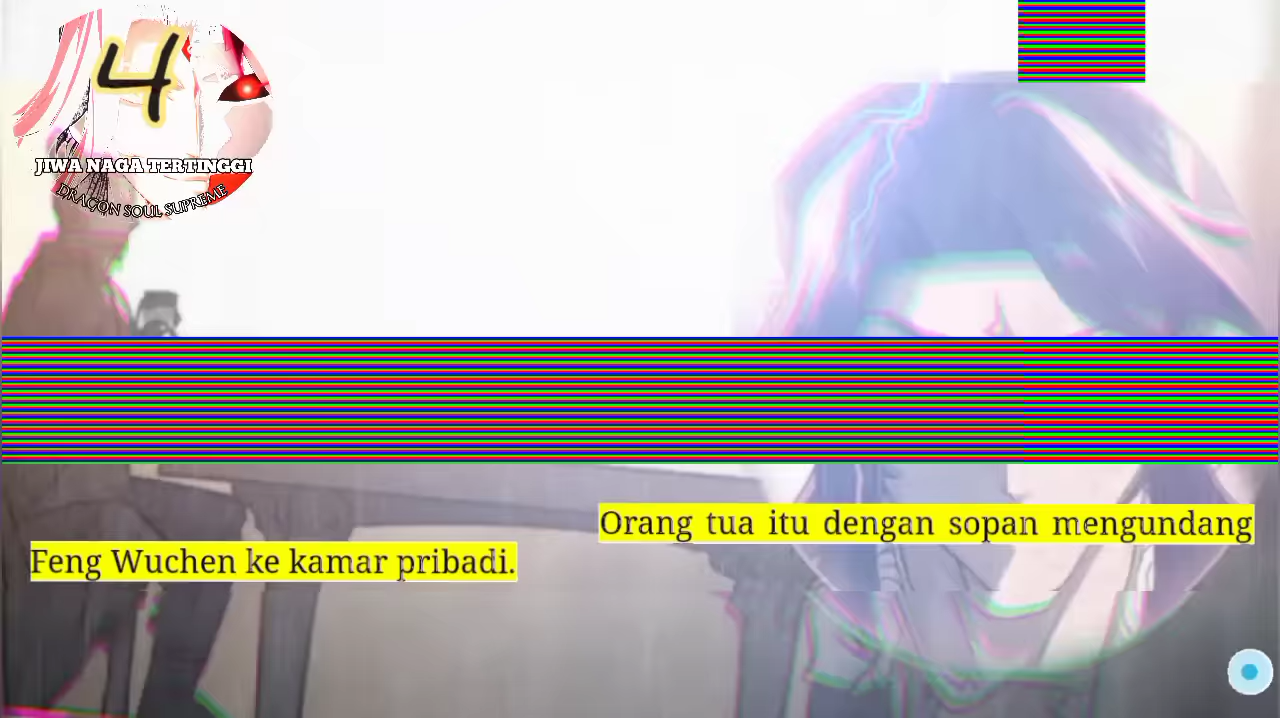 4
JIWA NAGA TERTINGGI
DRAGON SOUL SUPREME
Orang tua itu dengan sopan mengundang
Feng Wuchen ke kamar pribadi.